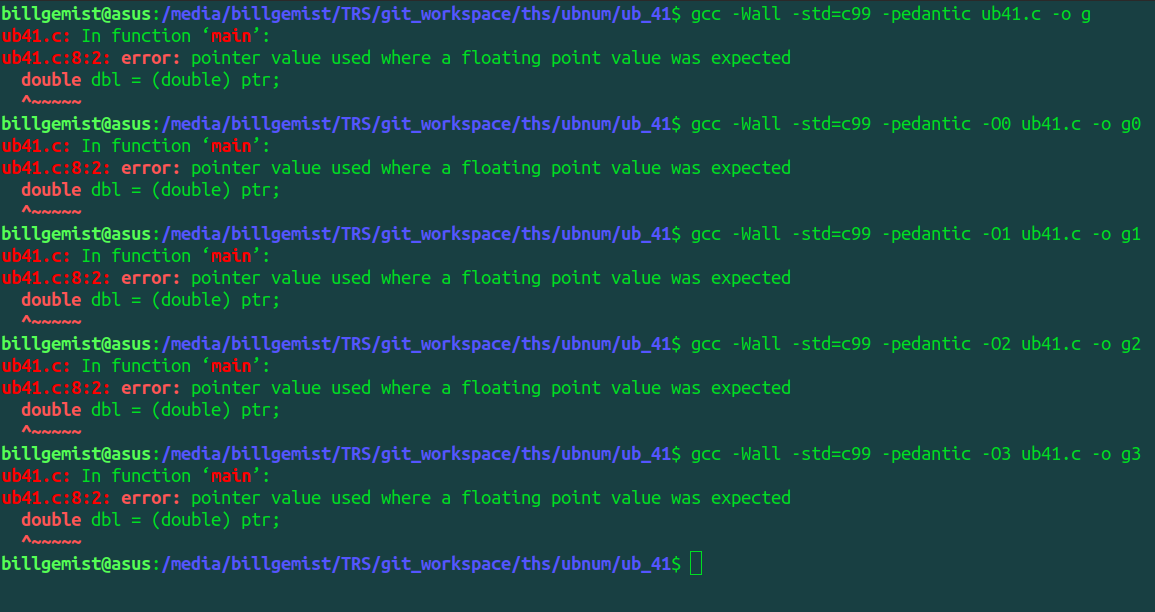 billgemist@asus:/media/billgemist/TRS/git_workspace/ths/ubnum/ub_41$ gcc -Wall -std=c99 -pedantic ub41.c -o g
ub41.c: In function ‘main’:
ub41.c:8:2: error: pointer value used where a floating point value was expected
  double dbl = (double) ptr;
  ^~~~~~
billgemist@asus:/media/billgemist/TRS/git_workspace/ths/ubnum/ub_41$ gcc -Wall -std=c99 -pedantic -O0 ub41.c -o g0
ub41.c: In function ‘main’:
ub41.c:8:2: error: pointer value used where a floating point value was expected
  double dbl = (double) ptr;
  ^~~~~~
billgemist@asus:/media/billgemist/TRS/git_workspace/ths/ubnum/ub_41$ gcc -Wall -std=c99 -pedantic -O1 ub41.c -o g1
ub41.c: In function ‘main’:
ub41.c:8:2: error: pointer value used where a floating point value was expected
  double dbl = (double) ptr;
  ^~~~~~
billgemist@asus:/media/billgemist/TRS/git_workspace/ths/ubnum/ub_41$ gcc -Wall -std=c99 -pedantic -O2 ub41.c -o g2
ub41.c: In function ‘main’:
ub41.c:8:2: error: pointer value used where a floating point value was expected
  double dbl = (double) ptr;
  ^~~~~~
billgemist@asus:/media/billgemist/TRS/git_workspace/ths/ubnum/ub_41$ gcc -Wall -std=c99 -pedantic -O3 ub41.c -o g3
ub41.c: In function ‘main’:
ub41.c:8:2: error: pointer value used where a floating point value was expected
  double dbl = (double) ptr;
  ^~~~~~
billgemist@asus:/media/billgemist/TRS/git_workspace/ths/ubnum/ub_41$